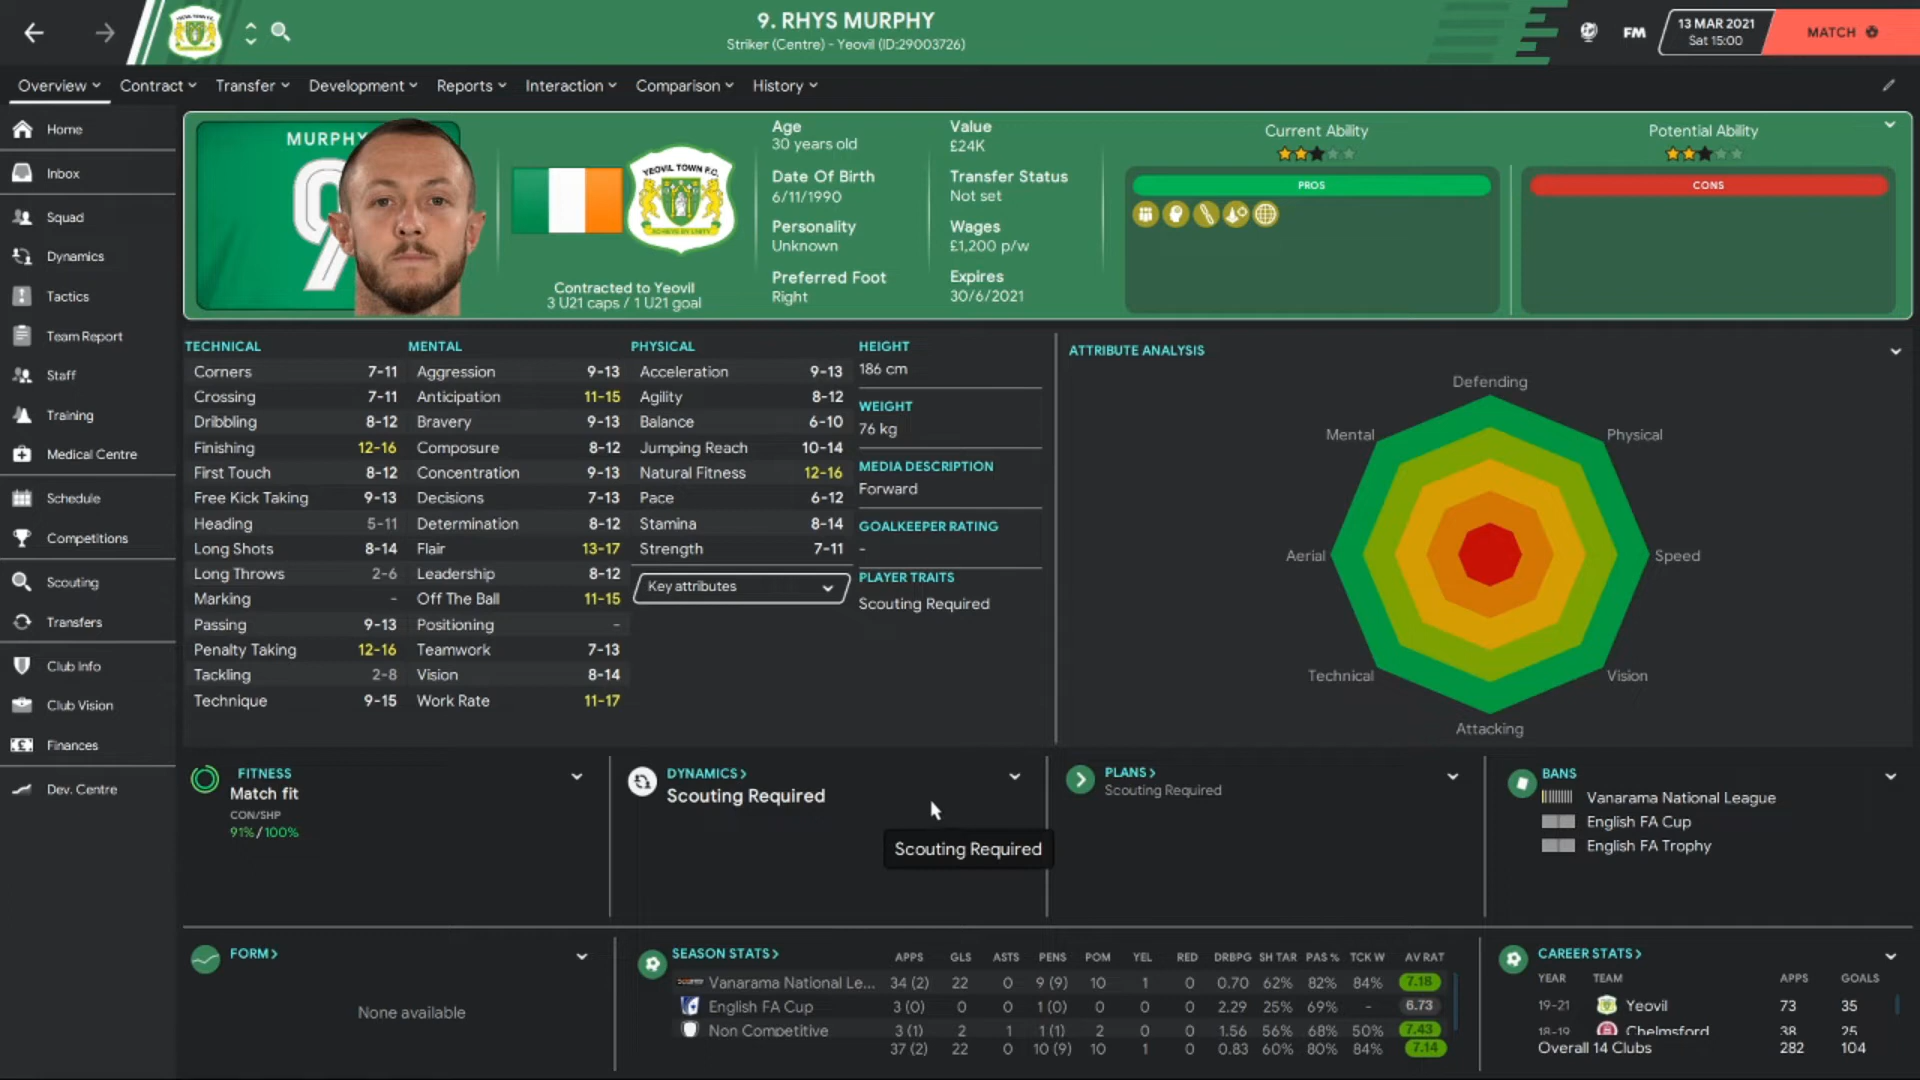 9. RHYS MURPHY
Striker (Centre) - Yeovil (ID:29003726)
FM
13 MAR 2021
Sat 15:00
MATCH
Overview
Contract
Transfer
Development
Reports
Interaction
Comparison
History
Home
Inbox
Squad
Dynamics
Tactics
Team Report
Staff
Training
Medical Centre
Schedule
Competitions
Scouting
Transfers
Club Info
Club Vision
Finances
Dev. Centre
MURPHY
9
YEOVIL TOWN F.C.
Contracted to Yeovil
3 U21 caps / 1 U21 goal
Age
30 years old
Date Of Birth
6/11/1990
Personality
Unknown
Preferred Foot
Right
Value
£24K
Transfer Status
Not set
Wages
£1,200 p/w
Expires
30/6/2021
Current Ability
PROS
Potential Ability
CONS
TECHNICAL
Corners 7-11
Crossing 7-11
Dribbling 8-12
Finishing 12-16
First Touch 8-12
Free Kick Taking 9-13
Heading 5-11
Long Shots 8-14
Long Throws 2-6
Marking -
Passing 9-13
Penalty Taking 12-16
Tackling 2-8
Technique 9-15
MENTAL
Aggression 9-13
Anticipation 11-15
Bravery 9-13
Composure 8-12
Concentration 9-13
Decisions 7-13
Determination 8-12
Flair 13-17
Leadership 8-12
Off The Ball 11-15
Positioning -
Teamwork 7-13
Vision 8-14
Work Rate 11-17
PHYSICAL
Acceleration 9-13
Agility 8-12
Balance 6-10
Jumping Reach 10-14
Natural Fitness 12-16
Pace 6-12
Stamina 8-14
Strength 7-11
Key attributes
HEIGHT
186 cm
WEIGHT
76 kg
MEDIA DESCRIPTION
Forward
GOALKEEPER RATING
-
PLAYER TRAITS
Scouting Required
ATTRIBUTE ANALYSIS
Defending
Physical
Speed
Vision
Attacking
Technical
Aerial
Mental
FITNESS
Match fit
CON/SHP
91% / 100%
DYNAMICS >
Scouting Required
Scouting Required
PLANS >
Scouting Required
BANS
Vanarama National League
English FA Cup
English FA Trophy
FORM >
None available
SEASON STATS >
APPS GLS ASTS PENS POM YEL RED DRBPG SH TAR PAS % TCK W AV RAT
Vanarama National Le... 34 (2) 22 0 9 (9) 10 1 0 0.70 62% 82% 84% 7.18
English FA Cup 3 (0) 0 0 1 (0) 0 0 0 2.29 25% 69% - 6.73
Non Competitive 3 (1) 2 1 1 (1) 2 0 0 1.56 56% 68% 50% 7.43
37 (2) 22 0 10 (9) 10 1 0 0.83 60% 80% 84% 7.14
CAREER STATS >
YEAR TEAM APPS GOALS
19-21 Yeovil 73 35
18-19 Chelmsford 38 25
Overall 14 Clubs 282 104